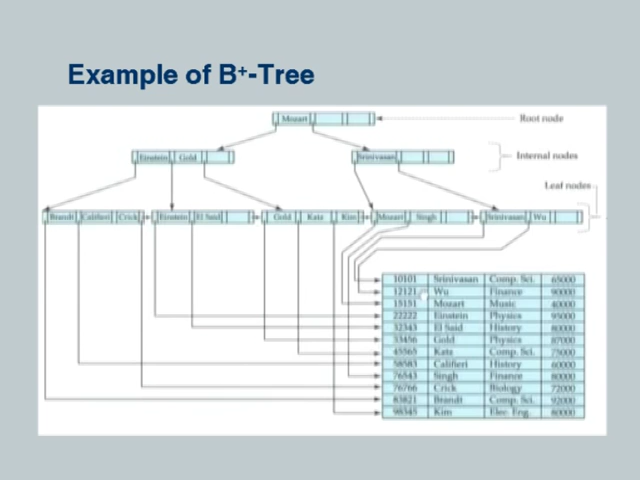 Example of B+-Tree
Mozart
Root node
Einstein Gold
Srinivasan
Internal nodes
Leaf nodes
Brandt Califieri Crick Einstein El Said Gold Katz Kim Mozart Singh Srinivasan Wu
10101 Srinivasan Comp. Sci. 65000
12121 Wu Finance 90000
15151 Mozart Music 40000
22222 Einstein Physics 95000
32343 El Said History 80000
33456 Gold Physics 87000
45565 Katz Comp. Sci. 75000
58583 Califieri History 60000
76543 Singh Finance 80000
76766 Crick Biology 72000
83821 Brandt Comp. Sci. 92000
98345 Kim Elec. Eng. 80000